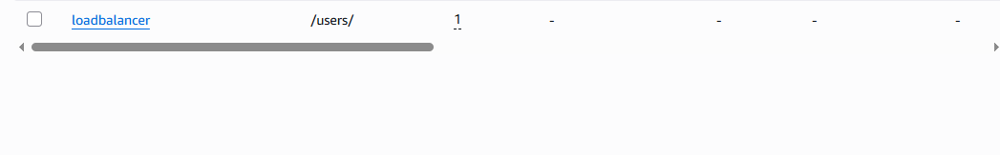 loadbalancer /users/ 1 - - - -